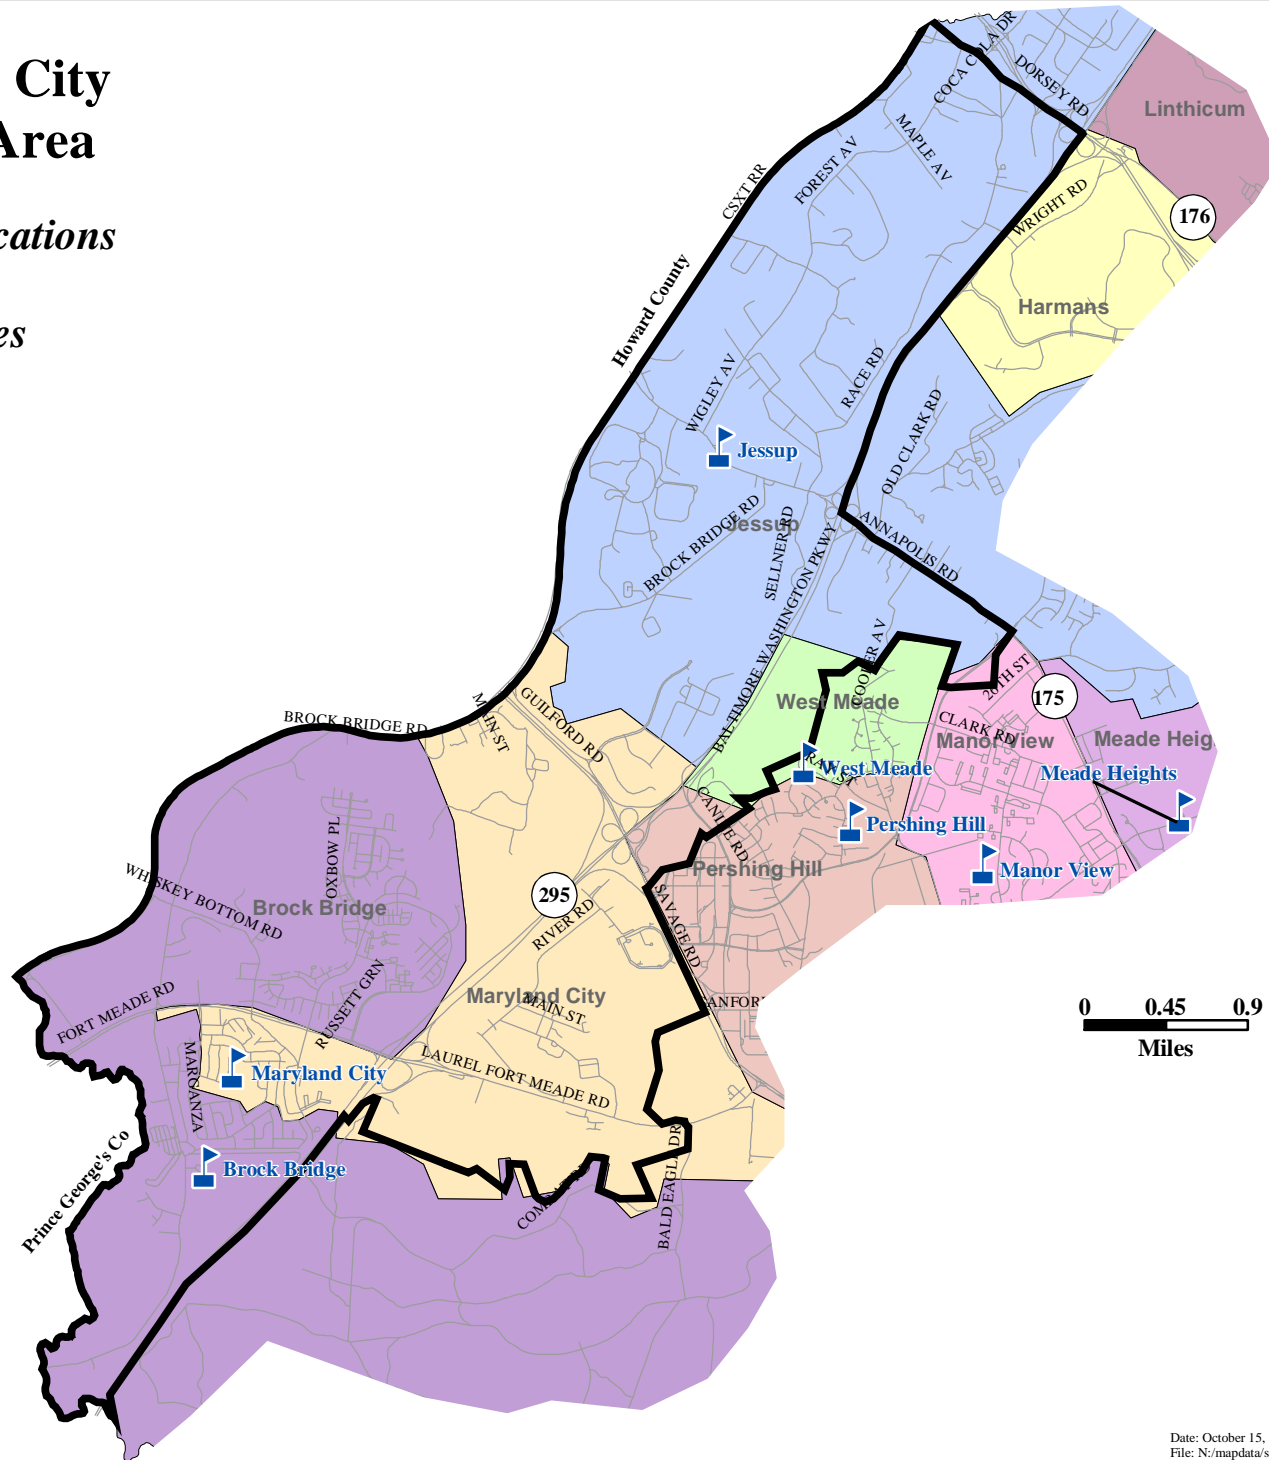 City
Area
cations
es
COCA COLA DR
DORSEY RD
Linthicum
MAPLE AV
FOREST AV
CSXT RR
WRIGHT RD
176
Harmans
Howard County
WIGLEY AV
RACE RD
OLD CLARK RD
Jessup
BROCK BRIDGE RD
Jessup
SELLNER RD
ANNAPOLIS RD
BALTIMORE WASHINGTON PKWY
West Meade
20TH ST
175
CLARK RD
Manor View
Meade Heig
MAIN ST
GUILFORD RD
BROCK BRIDGE RD
West Meade
Meade Heights
CANINE RD
Pershing Hill
Pershing Hill
Manor View
OXBOW PL
WHISKEY BOTTOM RD
Brock Bridge
295
RIVER RD
SAVAGE RD
Maryland City
MAIN ST
FORT MEADE RD
RUSSETT GRN
0 0.45 0.9
Miles
MARGANZA
Maryland City
LAUREL FORT MEADE RD
Brock Bridge
Prince George's Co
BALD EAGLE DR
Date: October 15,
File: N:/mapdata/s